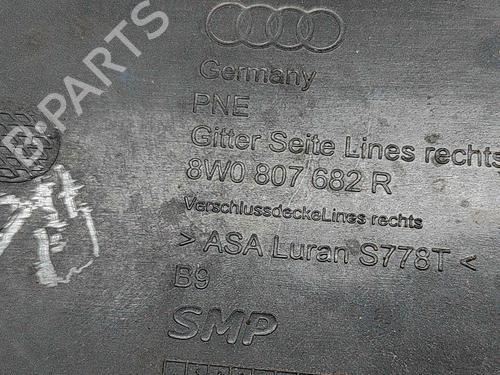 B-PARTS
Germany
PNE
Gitter Seite Lines rechts
8W0 807 682 R
VerschlussdeckeLines rechts
> ASA Luran S778T <
B9
SMP